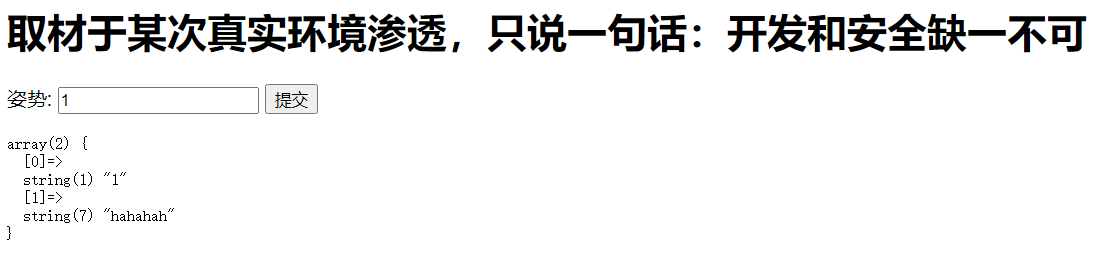 取材于某次真实环境渗透，只说一句话：开发和安全缺一不可
姿势: 1 提交
array(2) {
  [0]=>
  string(1) "1"
  [1]=>
  string(7) "hahahah"
}